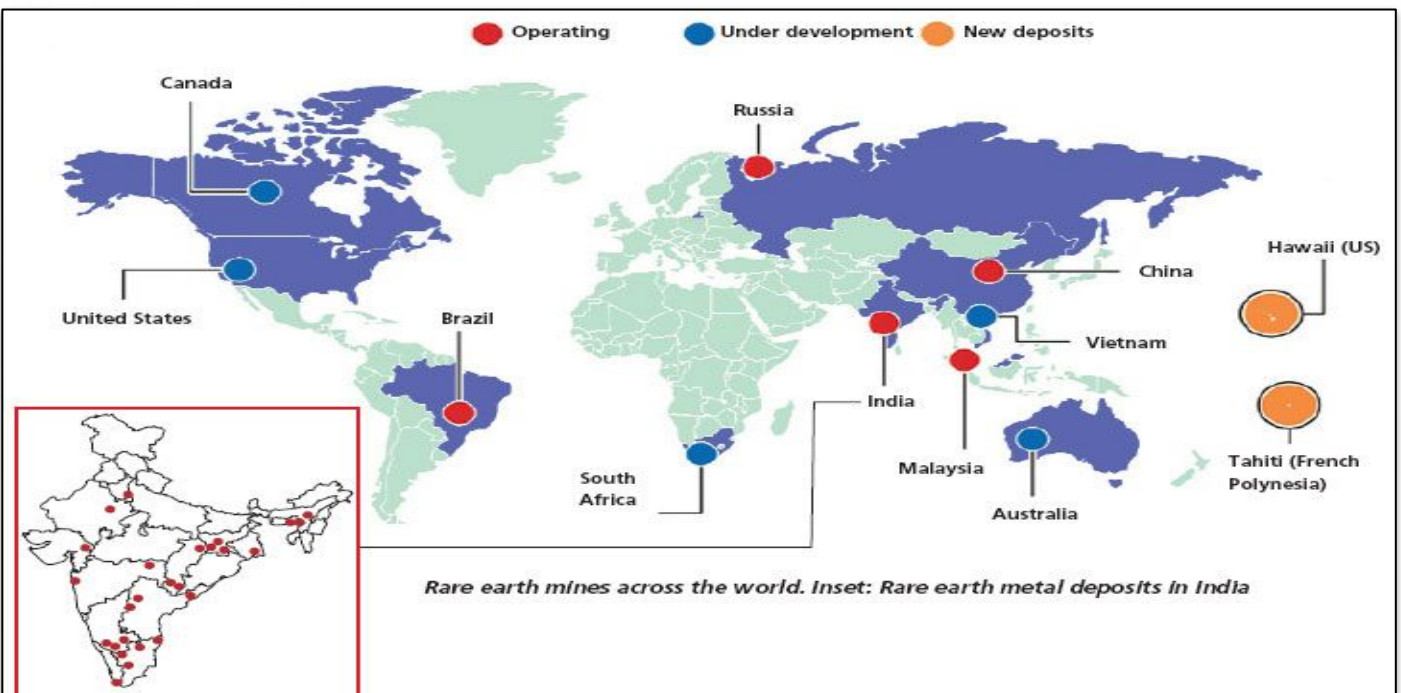 Operating
Under development
New deposits
Canada
Russia
Hawaii (US)
China
United States
Brazil
Vietnam
India
Malaysia
South
Africa
Tahiti (French
Polynesia)
Australia
Rare earth mines across the world. Inset: Rare earth metal deposits in India